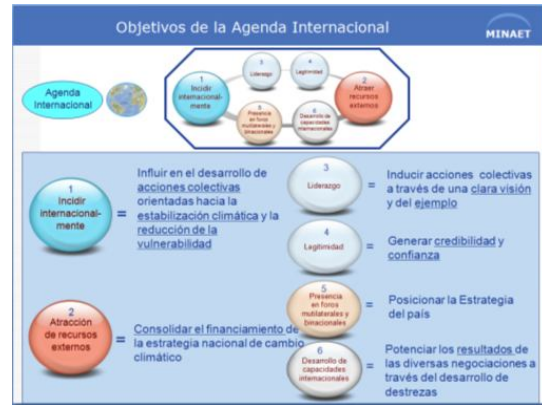 Objetivos de la Agenda Internacional
MINAET
Agenda
Internacional
1
Incidir
internacional-
mente
3
Liderazgo
4
Legitimidad
2
Atraer
recursos
externos
5
Presencia
en foros
multilaterales y
binacionales
6
Desarrollo de
capacidades
internacionales
1
Incidir
internacional-
mente
=
Influir en el desarrollo de
acciones colectivas
orientadas hacia la
estabilización climática y la
reducción de la
vulnerabilidad
2
Atracción
de recursos
externos
=
Consolidar el financiamiento de
la estrategia nacional de cambio
climático
3
Liderazgo
=
Inducir acciones colectivas
a través de una clara visión
y del ejemplo
4
Legitimidad
=
Generar credibilidad y
confianza
5
Presencia
en foros
mutilaterales y
binacionales
=
Posicionar la Estrategia
del país
6
Desarrollo de
capacidades
internacionales
=
Potenciar los resultados de
las diversas negociaciones a
través del desarrollo de
destrezas